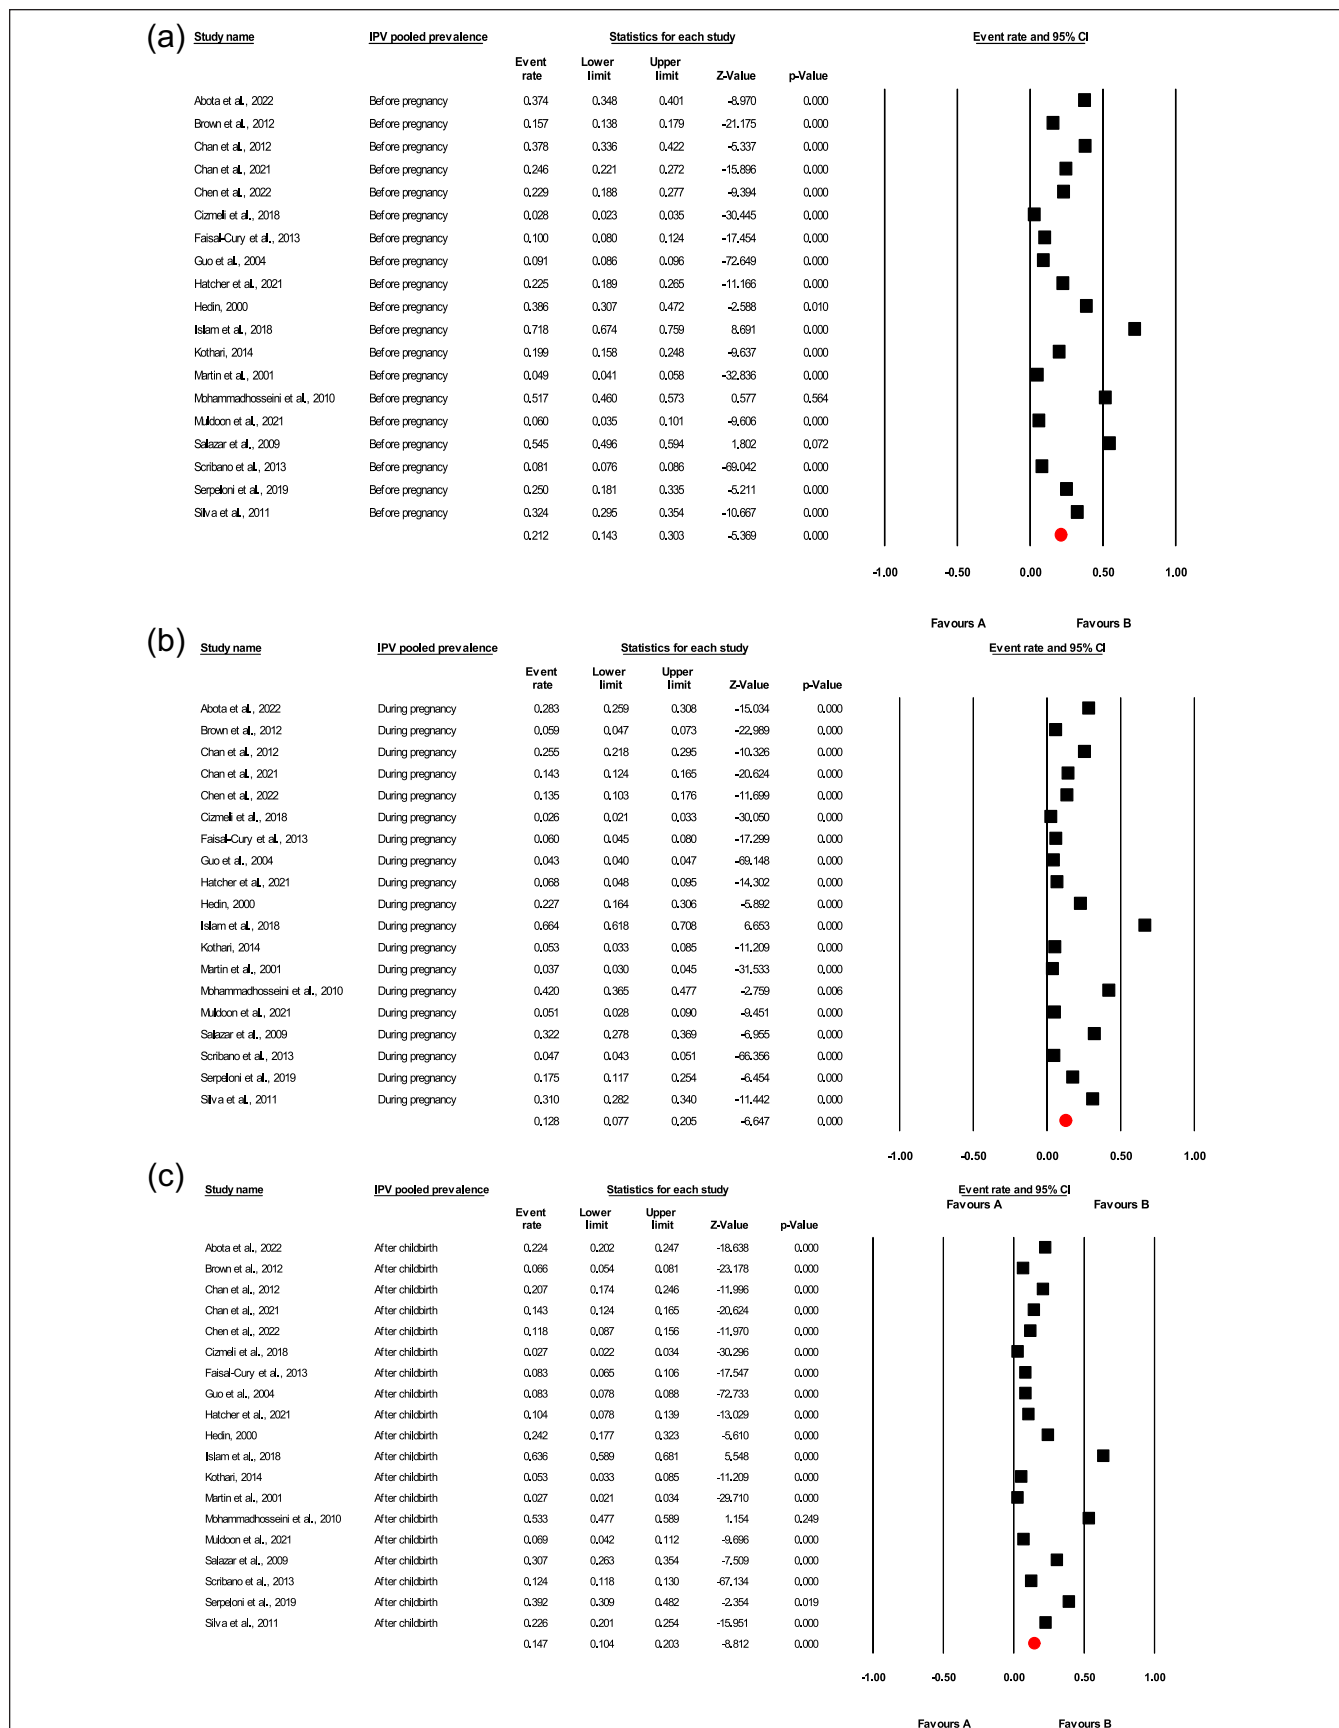 (a) Study name IPV pooled prevalence Statistics for each study Event rate and 95% CI
Event Lower Upper
rate limit limit Z-Value p-Value
Abota et al., 2022 Before pregnancy 0.374 0.348 0.401 -8.970 0.000
Brown et al., 2012 Before pregnancy 0.157 0.138 0.179 -21.175 0.000
Chan et al., 2012 Before pregnancy 0.378 0.336 0.422 -5.337 0.000
Chan et al., 2021 Before pregnancy 0.246 0.221 0.272 -15.896 0.000
Chen et al., 2022 Before pregnancy 0.229 0.188 0.277 -9.394 0.000
Cizmeli et al., 2018 Before pregnancy 0.028 0.023 0.035 -30.445 0.000
Faisal-Cury et al., 2013 Before pregnancy 0.100 0.080 0.124 -17.454 0.000
Guo et al., 2004 Before pregnancy 0.091 0.086 0.096 -72.649 0.000
Hatcher et al., 2021 Before pregnancy 0.225 0.189 0.265 -11.166 0.000
Hedin, 2000 Before pregnancy 0.386 0.307 0.472 -2.588 0.010
Islam et al., 2018 Before pregnancy 0.718 0.674 0.759 8.691 0.000
Kothari, 2014 Before pregnancy 0.199 0.158 0.248 -9.637 0.000
Martin et al., 2001 Before pregnancy 0.049 0.041 0.058 -32.836 0.000
Mohammadhosseini et al., 2010 Before pregnancy 0.517 0.460 0.573 0.577 0.564
Muldoon et al., 2021 Before pregnancy 0.060 0.035 0.101 -9.606 0.000
Salazar et al., 2009 Before pregnancy 0.545 0.496 0.594 1.802 0.072
Scribano et al., 2013 Before pregnancy 0.081 0.076 0.086 -69.042 0.000
Serpeloni et al., 2019 Before pregnancy 0.250 0.181 0.335 -5.211 0.000
Silva et al., 2011 Before pregnancy 0.324 0.295 0.354 -10.667 0.000
0.212 0.143 0.303 -5.369 0.000
-1.00 -0.50 0.00 0.50 1.00
Favours A Favours B
(b) Study name IPV pooled prevalence Statistics for each study Event rate and 95% CI
Event Lower Upper
rate limit limit Z-Value p-Value
Abota et al., 2022 During pregnancy 0.283 0.259 0.308 -15.034 0.000
Brown et al., 2012 During pregnancy 0.059 0.047 0.073 -22.989 0.000
Chan et al., 2012 During pregnancy 0.255 0.218 0.295 -10.326 0.000
Chan et al., 2021 During pregnancy 0.143 0.124 0.165 -20.624 0.000
Chen et al., 2022 During pregnancy 0.135 0.103 0.176 -11.699 0.000
Cizmeli et al., 2018 During pregnancy 0.026 0.021 0.033 -30.050 0.000
Faisal-Cury et al., 2013 During pregnancy 0.060 0.045 0.080 -17.299 0.000
Guo et al., 2004 During pregnancy 0.043 0.040 0.047 -69.148 0.000
Hatcher et al., 2021 During pregnancy 0.068 0.048 0.095 -14.302 0.000
Hedin, 2000 During pregnancy 0.227 0.164 0.306 -5.892 0.000
Islam et al., 2018 During pregnancy 0.664 0.618 0.708 6.653 0.000
Kothari, 2014 During pregnancy 0.053 0.033 0.085 -11.209 0.000
Martin et al., 2001 During pregnancy 0.037 0.030 0.045 -31.533 0.000
Mohammadhosseini et al., 2010 During pregnancy 0.420 0.365 0.477 -2.759 0.006
Muldoon et al., 2021 During pregnancy 0.051 0.028 0.090 -9.451 0.000
Salazar et al., 2009 During pregnancy 0.322 0.278 0.369 -6.955 0.000
Scribano et al., 2013 During pregnancy 0.047 0.043 0.051 -66.356 0.000
Serpeloni et al., 2019 During pregnancy 0.175 0.117 0.254 -6.454 0.000
Silva et al., 2011 During pregnancy 0.310 0.282 0.340 -11.442 0.000
0.128 0.077 0.205 -6.647 0.000
-1.00 -0.50 0.00 0.50 1.00
(c) Study name IPV pooled prevalence Statistics for each study Event rate and 95% CI
Favours A Favours B
Event Lower Upper
rate limit limit Z-Value p-Value
Abota et al., 2022 After childbirth 0.224 0.202 0.247 -18.638 0.000
Brown et al., 2012 After childbirth 0.066 0.054 0.081 -23.178 0.000
Chan et al., 2012 After childbirth 0.207 0.174 0.246 -11.996 0.000
Chan et al., 2021 After childbirth 0.143 0.124 0.165 -20.624 0.000
Chen et al., 2022 After childbirth 0.118 0.087 0.156 -11.970 0.000
Cizmeli et al., 2018 After childbirth 0.027 0.022 0.034 -30.296 0.000
Faisal-Cury et al., 2013 After childbirth 0.083 0.065 0.106 -17.547 0.000
Guo et al., 2004 After childbirth 0.083 0.078 0.088 -72.733 0.000
Hatcher et al., 2021 After childbirth 0.104 0.078 0.139 -13.029 0.000
Hedin, 2000 After childbirth 0.242 0.177 0.323 -5.610 0.000
Islam et al., 2018 After childbirth 0.636 0.589 0.681 5.548 0.000
Kothari, 2014 After childbirth 0.053 0.033 0.085 -11.209 0.000
Martin et al., 2001 After childbirth 0.027 0.021 0.034 -29.710 0.000
Mohammadhosseini et al., 2010 After childbirth 0.533 0.477 0.589 1.154 0.249
Muldoon et al., 2021 After childbirth 0.069 0.042 0.112 -9.696 0.000
Salazar et al., 2009 After childbirth 0.307 0.263 0.354 -7.509 0.000
Scribano et al., 2013 After childbirth 0.124 0.118 0.130 -67.134 0.000
Serpeloni et al., 2019 After childbirth 0.392 0.309 0.482 -2.354 0.019
Silva et al., 2011 After childbirth 0.226 0.201 0.254 -15.951 0.000
0.147 0.104 0.203 -8.812 0.000
-1.00 -0.50 0.00 0.50 1.00
Favours A Favours B